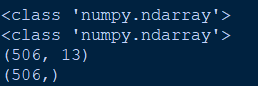 <class 'numpy.ndarray'>
<class 'numpy.ndarray'>
(506, 13)
(506,)